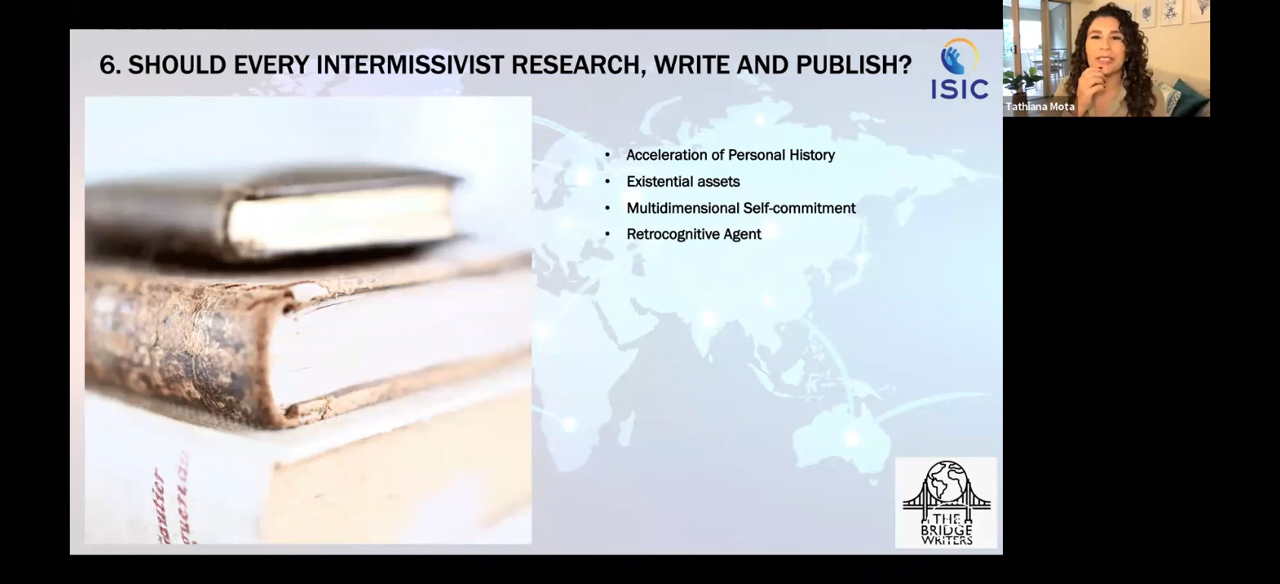 6. SHOULD EVERY INTERMISSIVIST RESEARCH, WRITE AND PUBLISH?
ISIC
Tathiana Mota
• Acceleration of Personal History
• Existential assets
• Multidimensional Self-commitment
• Retrocognitive Agent
THE
BRIDGE
WRITERS